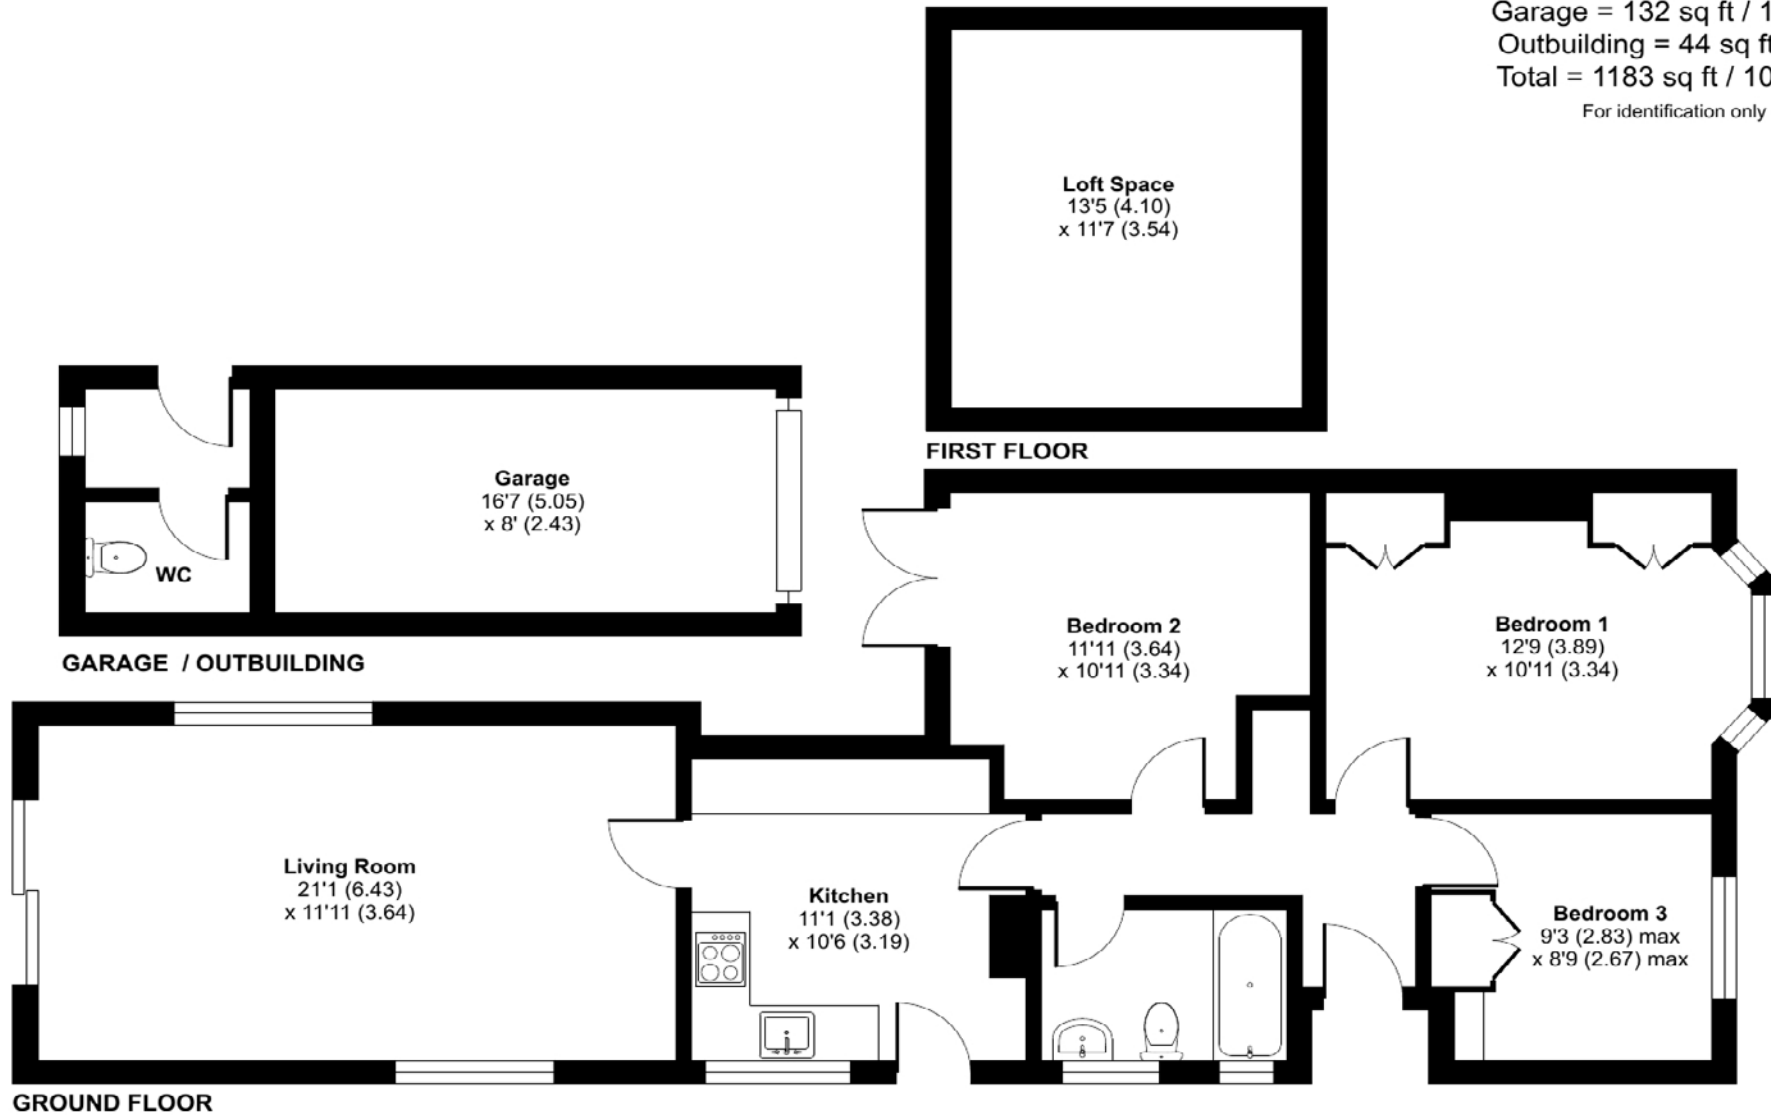 Garage = 132 sq ft / 1
Outbuilding = 44 sq ft
Total = 1183 sq ft / 10
For identification only
Loft Space
13'5 (4.10)
x 11'7 (3.54)
FIRST FLOOR
Garage
16'7 (5.05)
x 8' (2.43)
WC
GARAGE / OUTBUILDING
Bedroom 2
11'11 (3.64)
x 10'11 (3.34)
Bedroom 1
12'9 (3.89)
x 10'11 (3.34)
Living Room
21'1 (6.43)
x 11'11 (3.64)
Kitchen
11'1 (3.38)
x 10'6 (3.19)
Bedroom 3
9'3 (2.83) max
x 8'9 (2.67) max
GROUND FLOOR